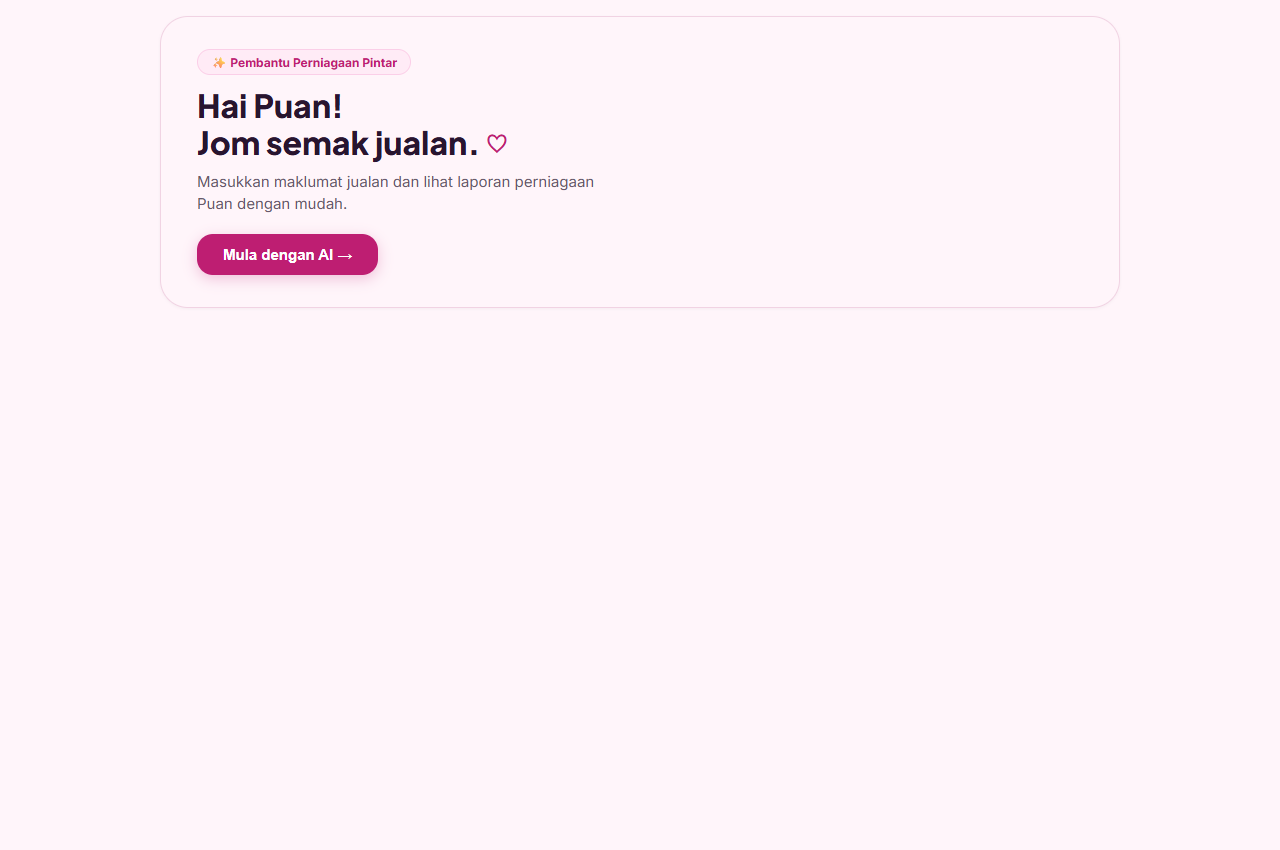 ✨ Pembantu Perniagaan Pintar
Hai Puan!
Jom semak jualan. ♡
Masukkan maklumat jualan dan lihat laporan perniagaan
Puan dengan mudah.
Mula dengan AI →